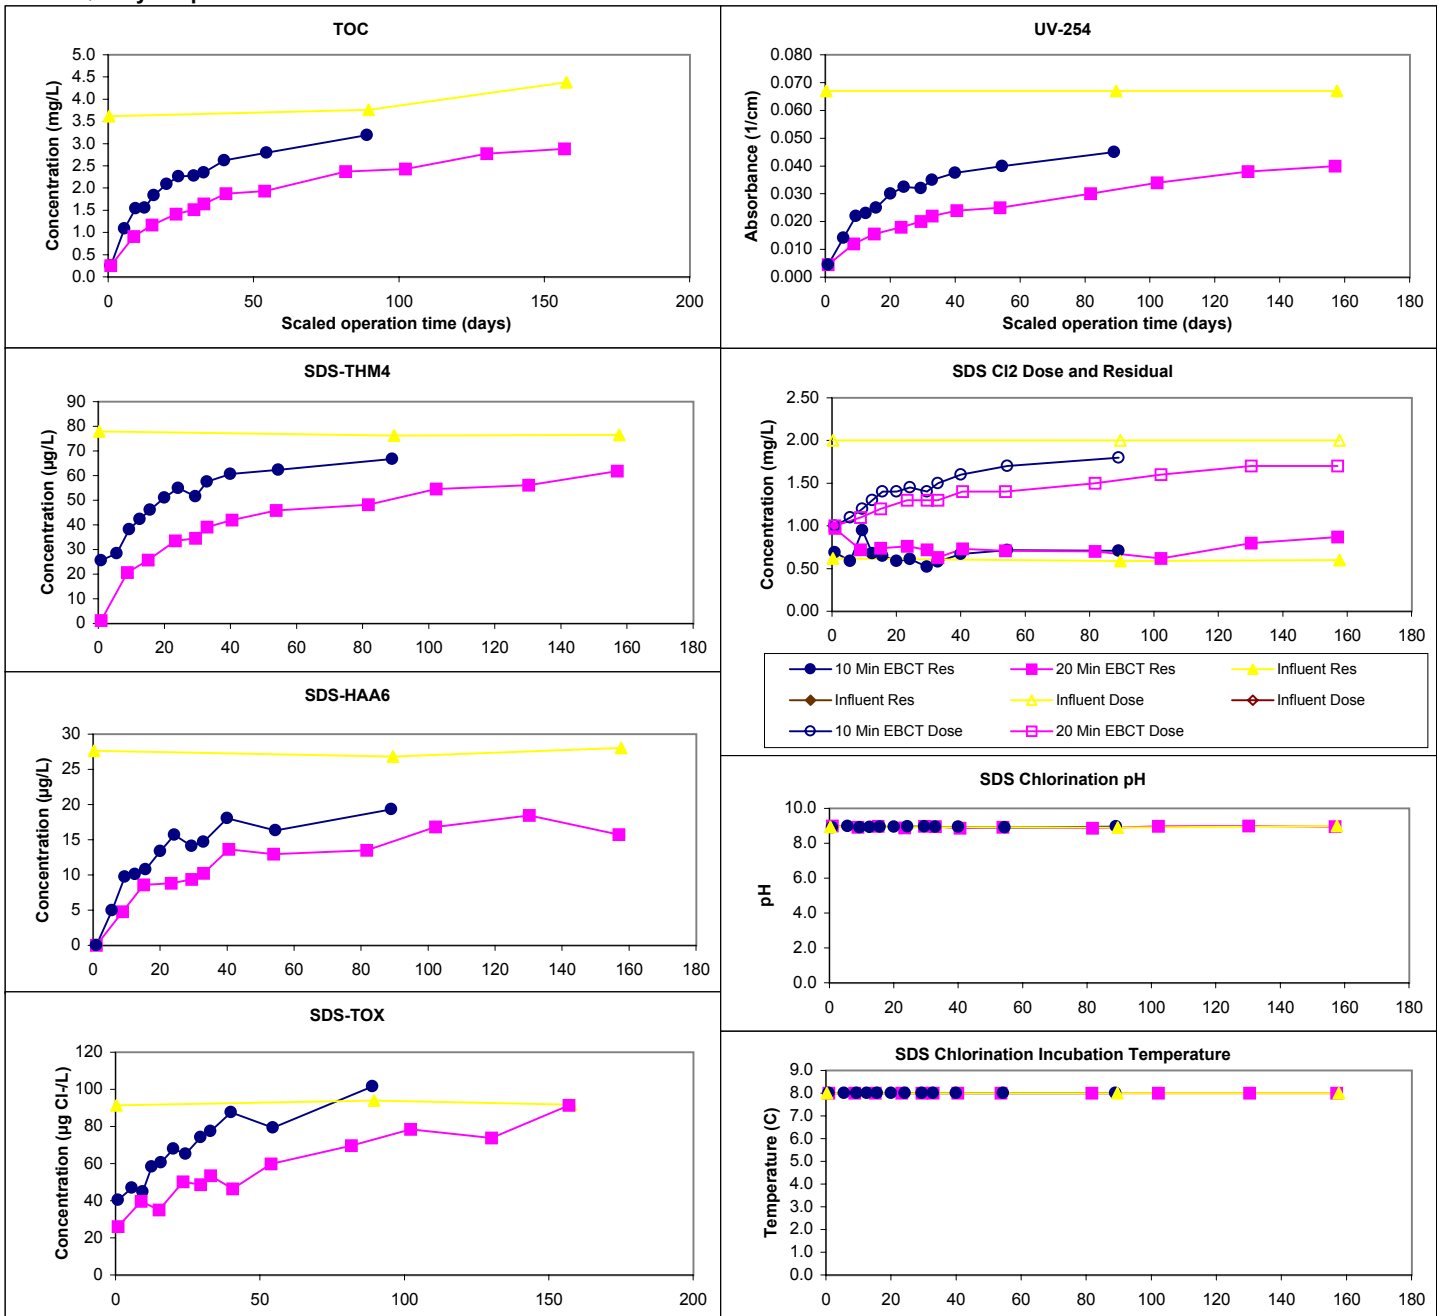 TOC
5.0
4.5
4.0
3.5
3.0
2.5
2.0
1.5
1.0
0.5
0.0
Concentration (mg/L)
0 50 100 150 200
Scaled operation time (days)
UV-254
0.080
0.070
0.060
0.050
0.040
0.030
0.020
0.010
0.000
Absorbance (1/cm)
0 20 40 60 80 100 120 140 160 180
Scaled operation time (days)
SDS-THM4
90
80
70
60
50
40
30
20
10
0
Concentration (µg/L)
0 20 40 60 80 100 120 140 160 180
SDS Cl2 Dose and Residual
2.50
2.00
1.50
1.00
0.50
0.00
Concentration (mg/L)
0 20 40 60 80 100 120 140 160 180
10 Min EBCT Res 20 Min EBCT Res Influent Res
Influent Res Influent Dose Influent Dose
10 Min EBCT Dose 20 Min EBCT Dose
SDS-HAA6
30
25
20
15
10
5
0
Concentration (µg/L)
0 20 40 60 80 100 120 140 160 180
SDS Chlorination pH
10.0
8.0
6.0
4.0
2.0
0.0
pH
0 20 40 60 80 100 120 140 160 180
SDS-TOX
120
100
80
60
40
20
0
Concentration (µg Cl-/L)
0 50 100 150 200
SDS Chlorination Incubation Temperature
9.0
8.0
7.0
6.0
5.0
4.0
3.0
2.0
1.0
0.0
Temperature (C)
0 20 40 60 80 100 120 140 160 180